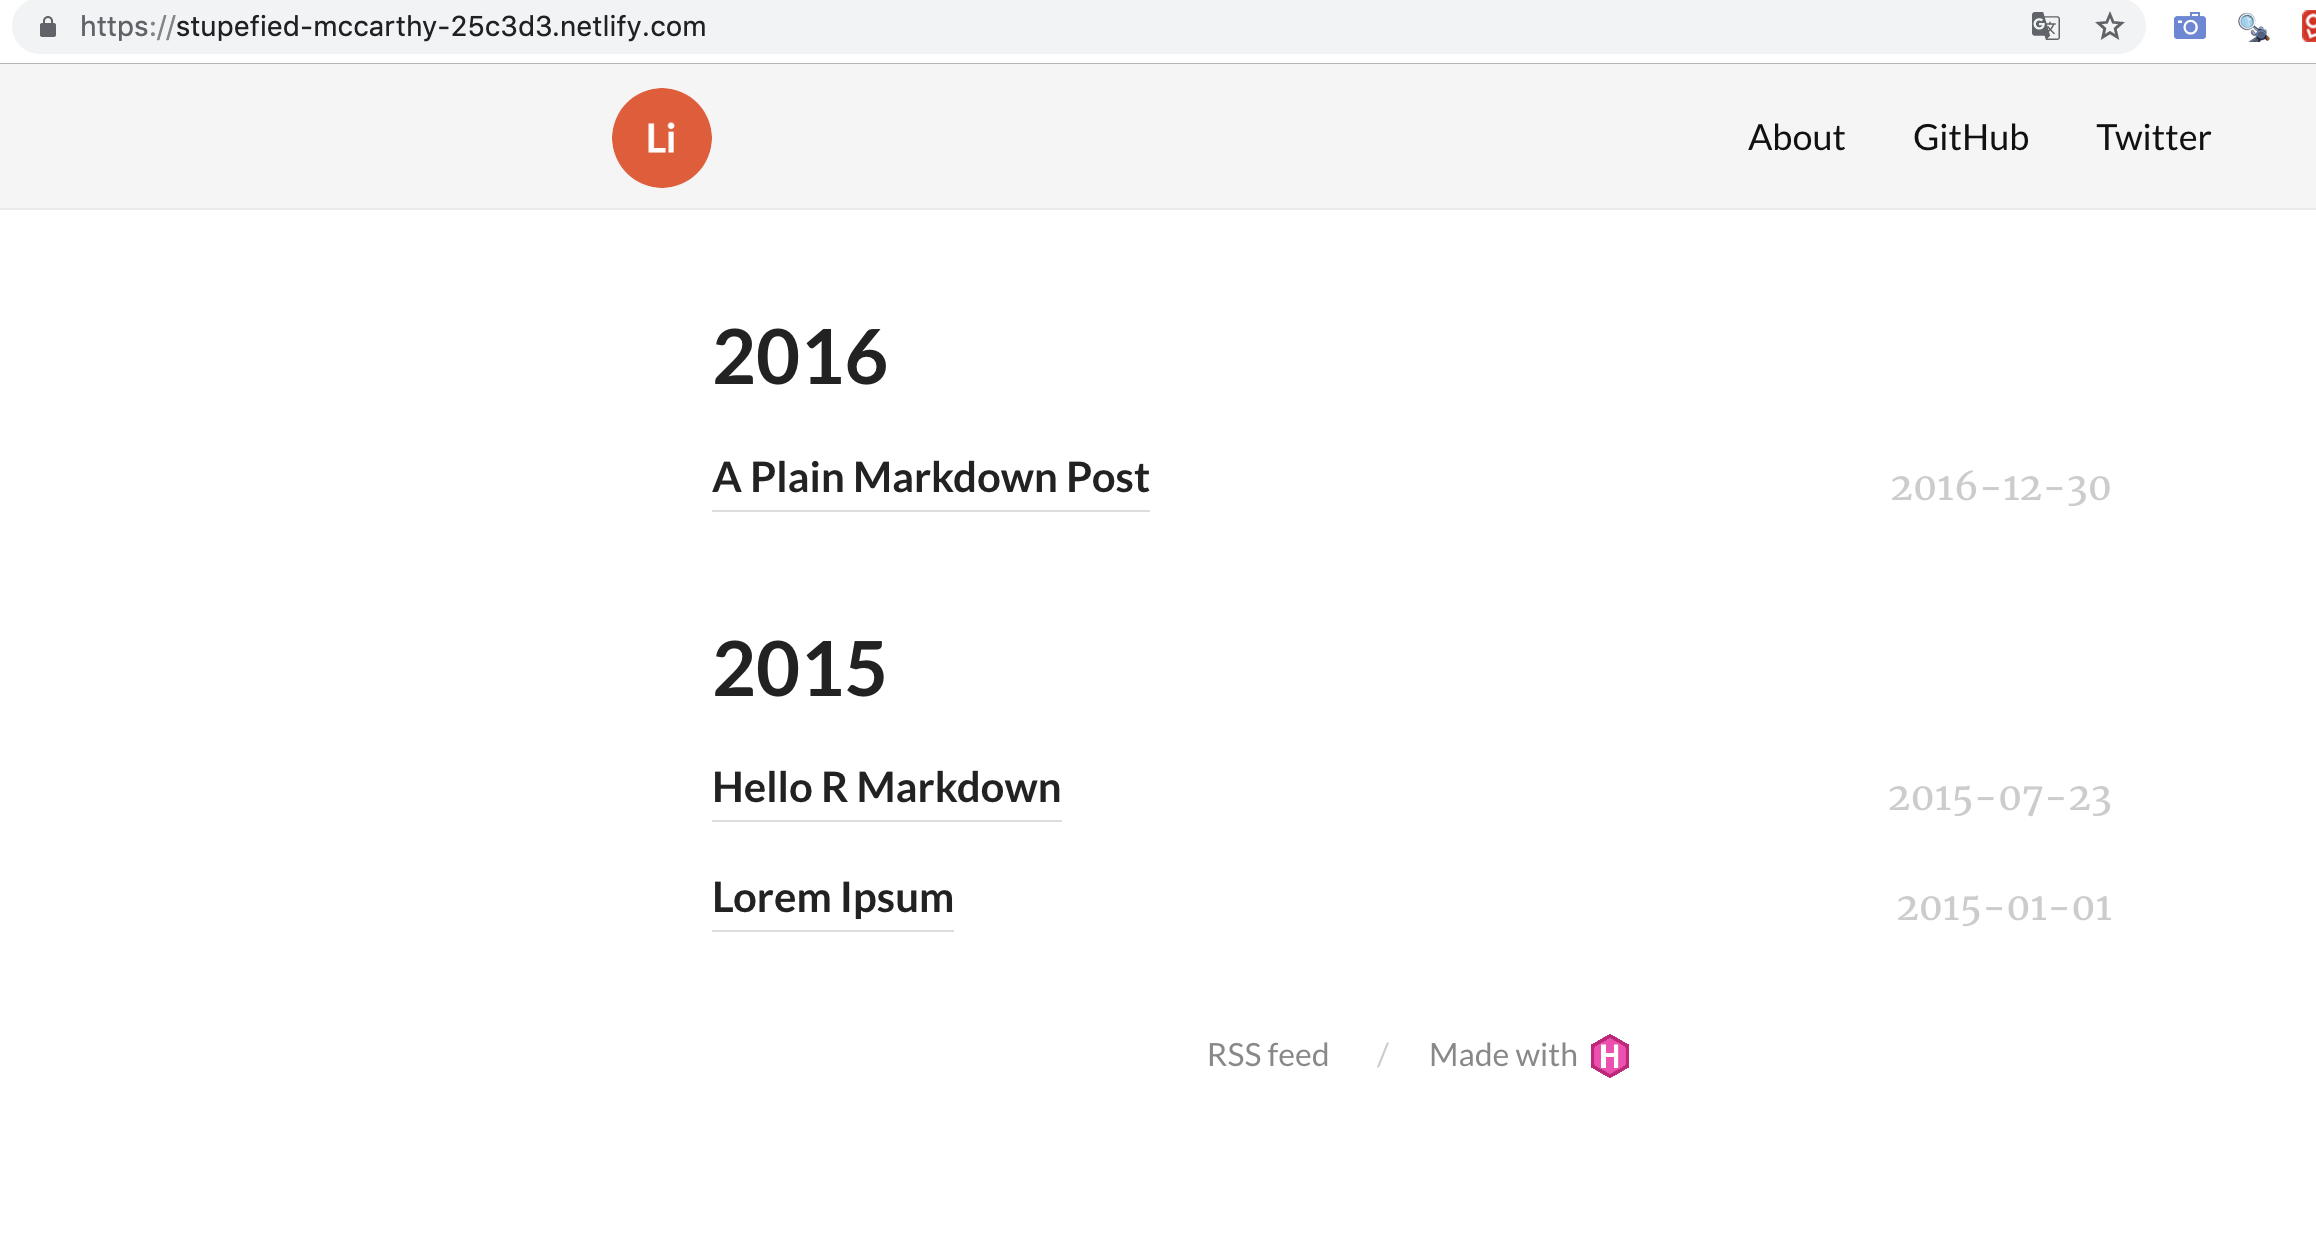 https://stupefied-mccarthy-25c3d3.netlify.com
Li
About GitHub Twitter
2016
A Plain Markdown Post 2016-12-30
2015
Hello R Markdown 2015-07-23
Lorem Ipsum 2015-01-01
RSS feed / Made with H